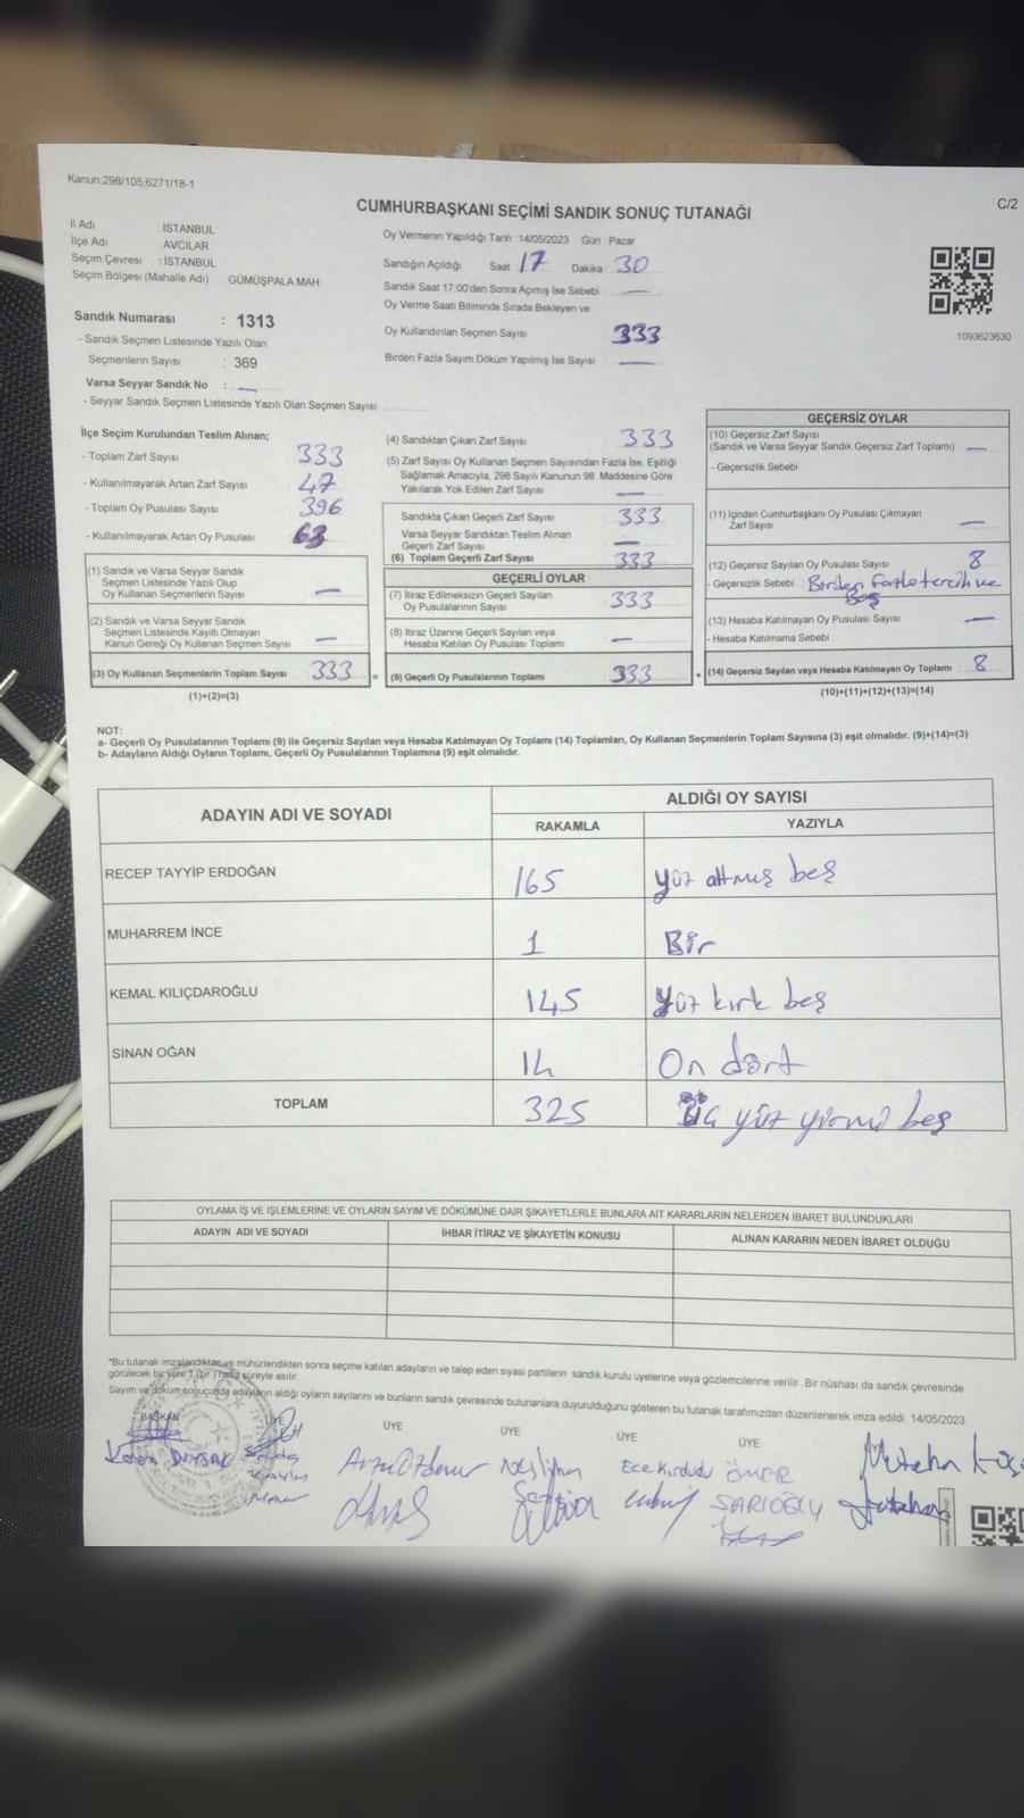 Kanun:298/105;6271/18-1
C/2
CUMHURBAŞKANI SEÇİMİ SANDIK SONUÇ TUTANAĞI
İl Adı : İSTANBUL
İlçe Adı AVCILAR
Seçim Çevresi : İSTANBUL
Seçim Bölgesi (Mahalle Adı) GÜMÜŞPALA MAH.
Sandık Numarası : 1313
- Sandık Seçmen Listesinde Yazılı Olan
Seçmenlerin Sayısı : 369
Varsa Seyyar Sandık No : —
- Seyyar Sandık Seçmen Listesinde Yazılı Olan Seçmen Sayısı
Oy Vermenin Yapıldığı Tarih :14/05/2023 Gün : Pazar
Sandığın Açıldığı Saat 17 Dakika 30
Sandık Saat 17:00'den Sonra Açılmış İse Sebebi —
Oy Verme Saati Bitiminde Sırada Bekleyen ve
Oy Kullandırılan Seçmen Sayısı 333
Birden Fazla Sayım Döküm Yapılmış İse Sayısı —
1093623630
İlçe Seçim Kurulundan Teslim Alınan;
- Toplam Zarf Sayısı 333
- Kullanılmayarak Artan Zarf Sayısı 47
- Toplam Oy Pusulası Sayısı 396
- Kullanılmayarak Artan Oy Pusulası 63
(1) Sandık ve Varsa Seyyar Sandık
Seçmen Listesinde Yazılı Olup
Oy Kullanan Seçmenlerin Sayısı —
(2) Sandık ve Varsa Seyyar Sandık
Seçmen Listesinde Kayıtlı Olmayan
Kanun Gereği Oy Kullanan Seçmen Sayısı —
(3) Oy Kullanan Seçmenlerin Toplam Sayısı 333
(1)+(2)=(3)
(4) Sandıktan Çıkan Zarf Sayısı 333
(5) Zarf Sayısı Oy Kullanan Seçmen Sayısından Fazla İse, Eşitliği
Sağlamak Amacıyla, 298 Sayılı Kanunun 98. Maddesine Göre
Yakılarak Yok Edilen Zarf Sayısı —
Sandıkta Çıkan Geçerli Zarf Sayısı 333
Varsa Seyyar Sandıktan Teslim Alınan
Geçerli Zarf Sayısı —
(6) Toplam Geçerli Zarf Sayısı 333
GEÇERLİ OYLAR
(7) İtiraz Edilmeksizin Geçerli Sayılan
Oy Pusulalarının Sayısı 333
(8) İtiraz Üzerine Geçerli Sayılan veya
Hesaba Katılan Oy Pusulası Toplamı —
= (9) Geçerli Oy Pusulalarının Toplamı 333
GEÇERSİZ OYLAR
(10) Geçersiz Zarf Sayısı
(Sandık ve Varsa Seyyar Sandık Geçersiz Zarf Toplamı) —
- Geçersizlik Sebebi
(11) İçinden Cumhurbaşkanı Oy Pusulası Çıkmayan
Zarf Sayısı —
(12) Geçersiz Sayılan Oy Pusulası Sayısı 8
- Geçersizlik Sebebi Birden fazla tercih ve
Boş
(13) Hesaba Katılmayan Oy Pusulası Sayısı —
- Hesaba Katılmama Sebebi
+ (14) Geçersiz Sayılan veya Hesaba Katılmayan Oy Toplamı 8
(10)+(11)+(12)+(13)=(14)
NOT:
a- Geçerli Oy Pusulalarının Toplamı (9) ile Geçersiz Sayılan veya Hesaba Katılmayan Oy Toplamı (14) Toplamları, Oy Kullanan Seçmenlerin Toplam Sayısına (3) eşit olmalıdır. (9)+(14)=(3)
b- Adayların Aldığı Oyların Toplamı, Geçerli Oy Pusulalarının Toplamına (9) eşit olmalıdır.
ADAYIN ADI VE SOYADI ALDIĞI OY SAYISI
RAKAMLA YAZIYLA
RECEP TAYYİP ERDOĞAN 165 yüz altmış beş
MUHARREM İNCE 1 Bir
KEMAL KILIÇDAROĞLU 145 Yüz kırk beş
SİNAN OĞAN 14 On dört
TOPLAM 325 Üç yüz yirmi beş
OYLAMA İŞ VE İŞLEMLERİNE VE OYLARIN SAYIM VE DÖKÜMÜNE DAİR ŞİKAYETLERLE BUNLARA AİT KARARLARIN NELERDEN İBARET BULUNDUKLARI
ADAYIN ADI VE SOYADI İHBAR İTİRAZ VE ŞİKAYETİN KONUSU ALINAN KARARIN NEDEN İBARET OLDUĞU
*Bu tutanak imzalandıktan ve mühürlendikten sonra seçime katılan adayların ve talep eden siyasi partilerin sandık kurulu üyelerine veya gözlemcilerine verilir. Bir nüshası da sandık çevresinde
görülecek bir yere 1 (bir) hafta süreyle asılır.
Sayım ve döküm sonucunda adayların aldığı oyların sayılarını ve bunların sandık çevresinde bulunanlara duyurulduğunu gösteren bu tutanak tarafımızdan düzenlenerek imza edildi. 14/05/2023
BAŞKAN ÜYE ÜYE ÜYE ÜYE
Ece Kırdudu ÖMER
SARIOĞLU